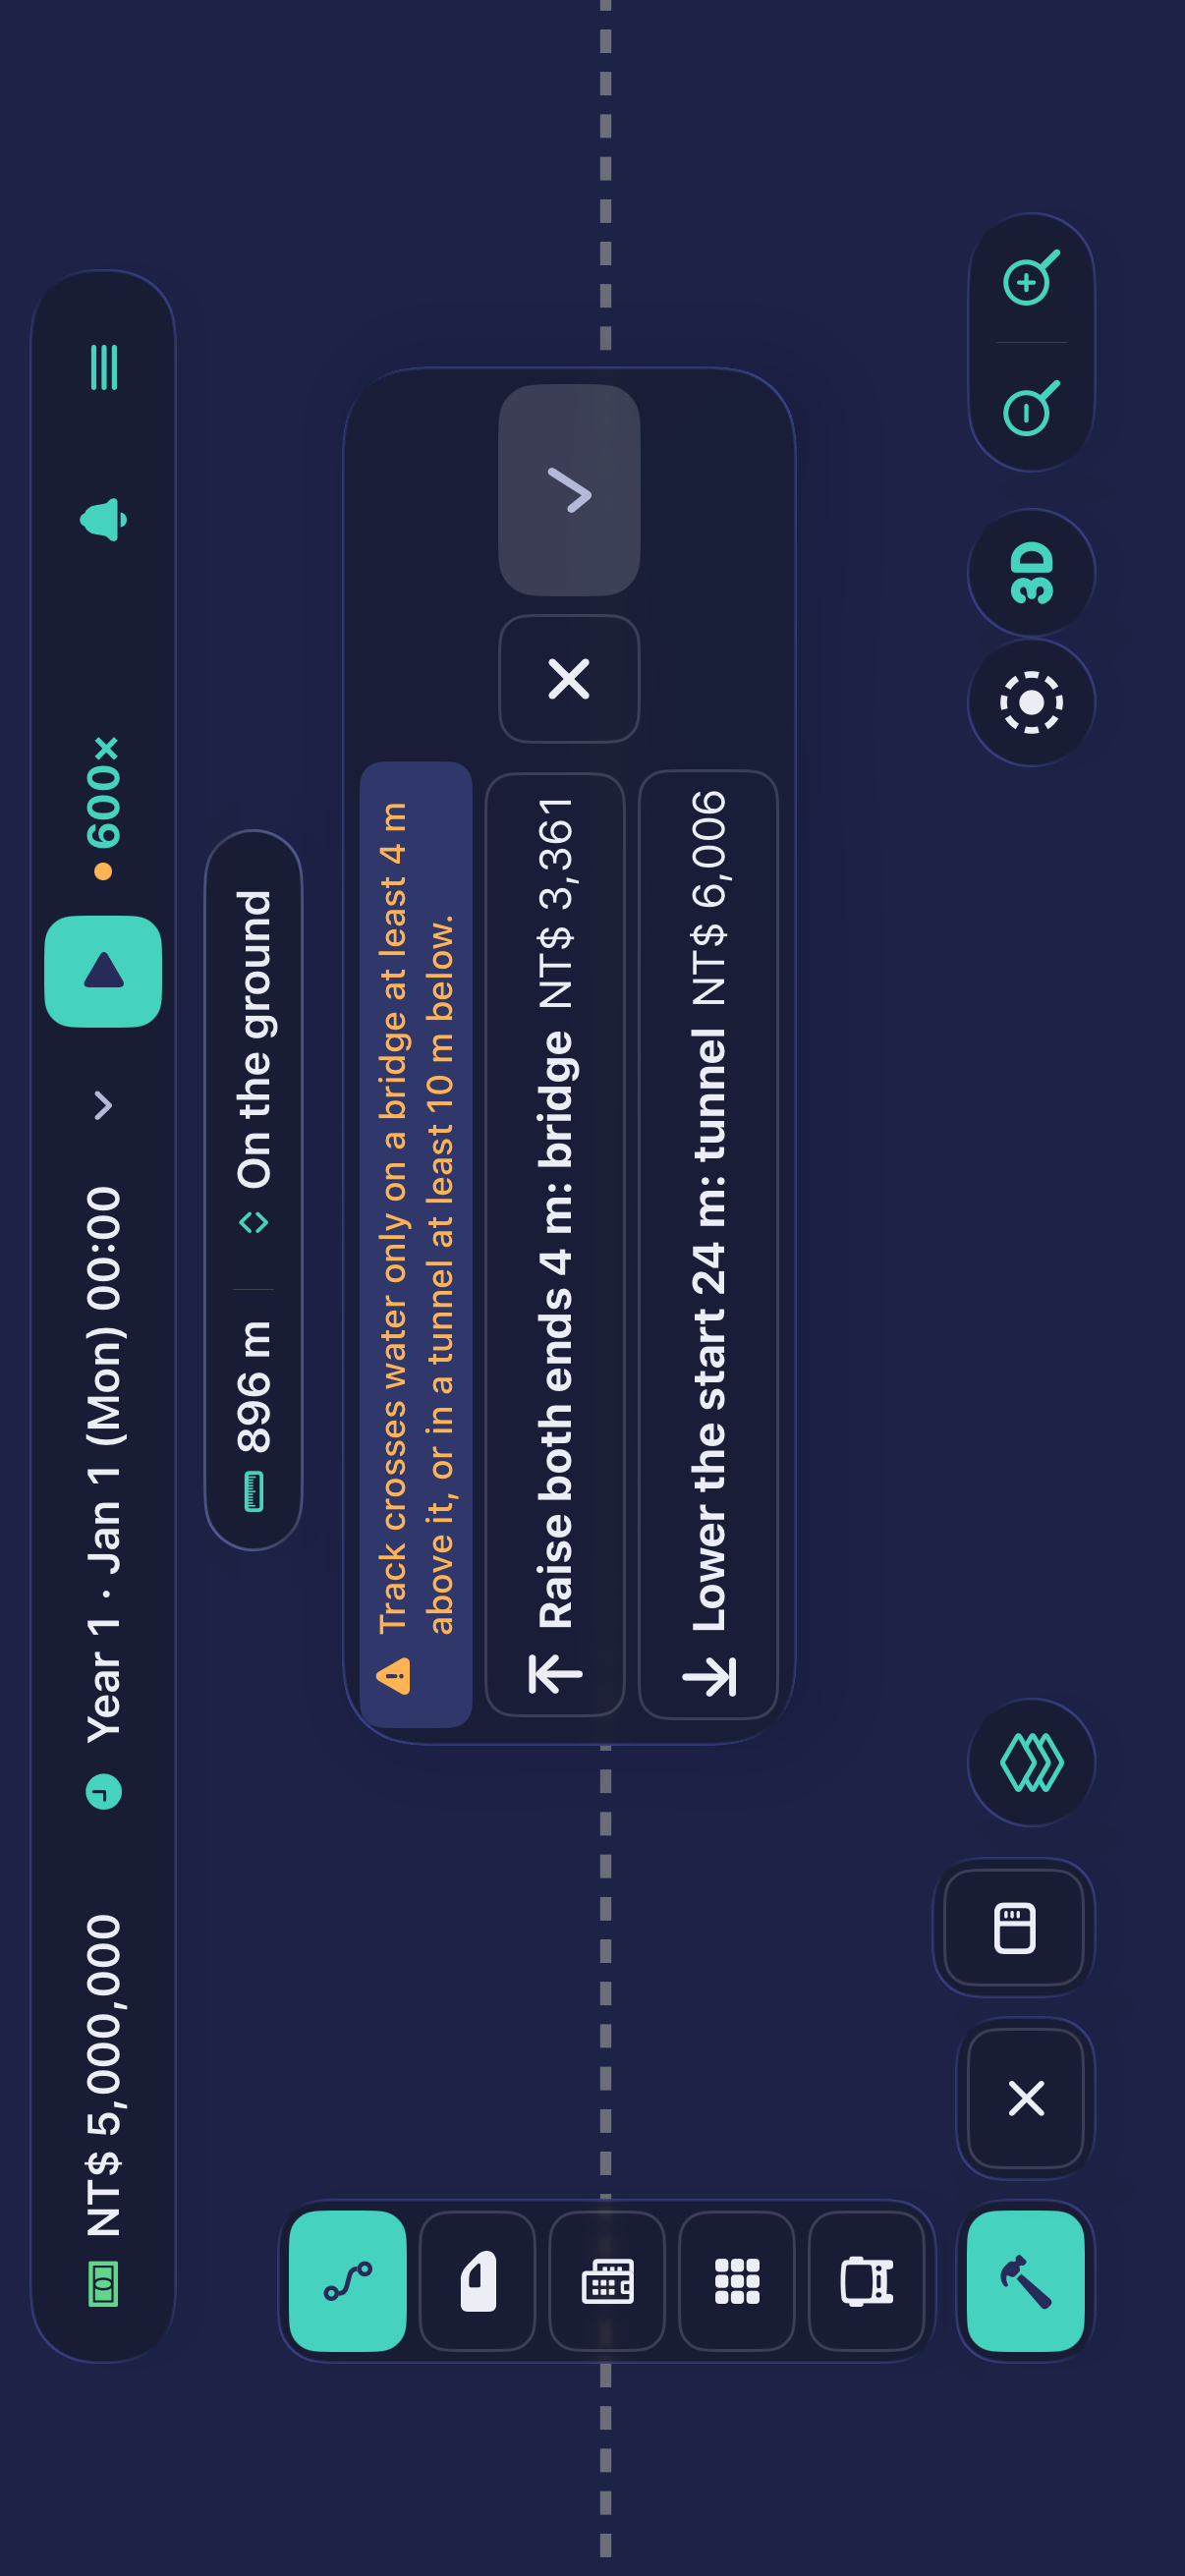 NT$ 5,000,000
Year 1 · Jan 1 (Mon) 00:00
600×
896 m
On the ground
Track crosses water only on a bridge at least 4 m
above it, or in a tunnel at least 10 m below.
Raise both ends 4 m: bridge NT$ 3,361
Lower the start 24 m: tunnel NT$ 6,006
3D